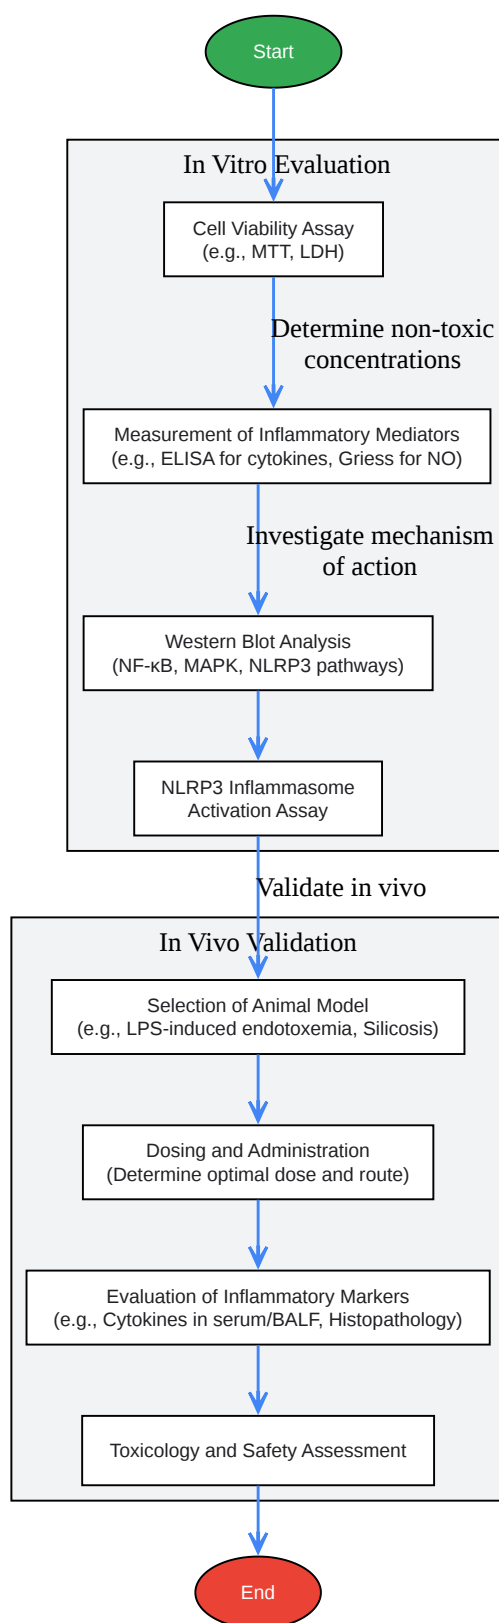 Start
In Vitro Evaluation
Cell Viability Assay
(e.g., MTT, LDH)
Determine non-toxic
concentrations
Measurement of Inflammatory Mediators
(e.g., ELISA for cytokines, Griess for NO)
Investigate mechanism
of action
Western Blot Analysis
(NF-κB, MAPK, NLRP3 pathways)
NLRP3 Inflammasome
Activation Assay
Validate in vivo
In Vivo Validation
Selection of Animal Model
(e.g., LPS-induced endotoxemia, Silicosis)
Dosing and Administration
(Determine optimal dose and route)
Evaluation of Inflammatory Markers
(e.g., Cytokines in serum/BALF, Histopathology)
Toxicology and Safety Assessment
End